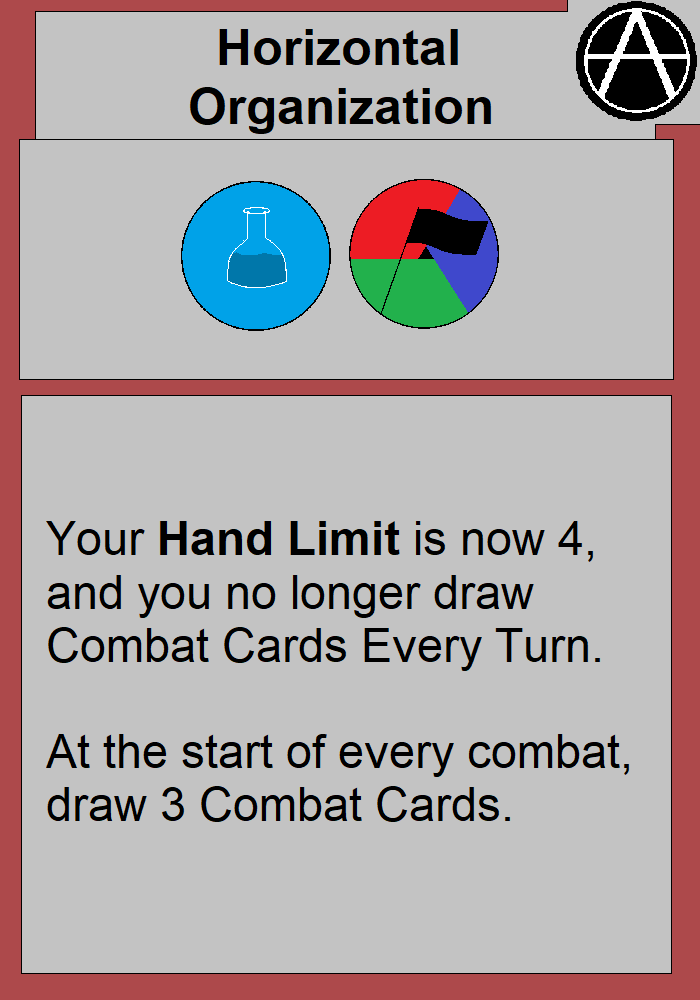 Horizontal
Organization
Your Hand Limit is now 4,
and you no longer draw
Combat Cards Every Turn.
At the start of every combat,
draw 3 Combat Cards.